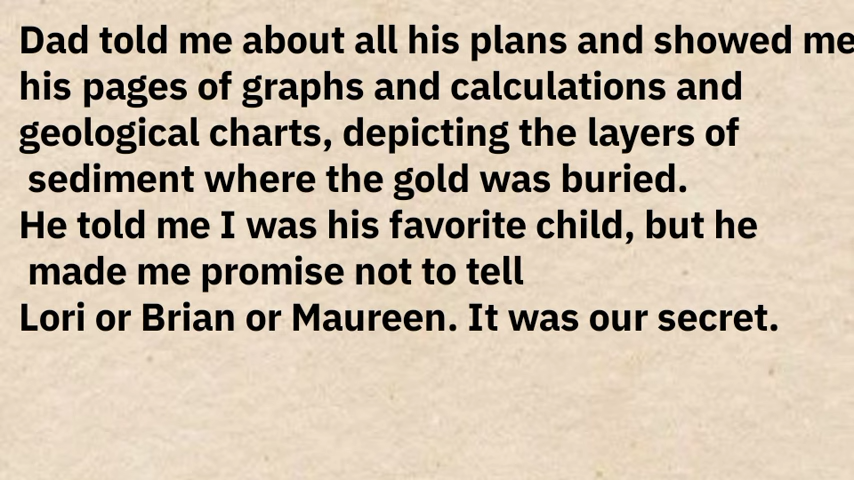 Dad told me about all his plans and showed me
his pages of graphs and calculations and
geological charts, depicting the layers of
sediment where the gold was buried.
He told me I was his favorite child, but he
made me promise not to tell
Lori or Brian or Maureen. It was our secret.